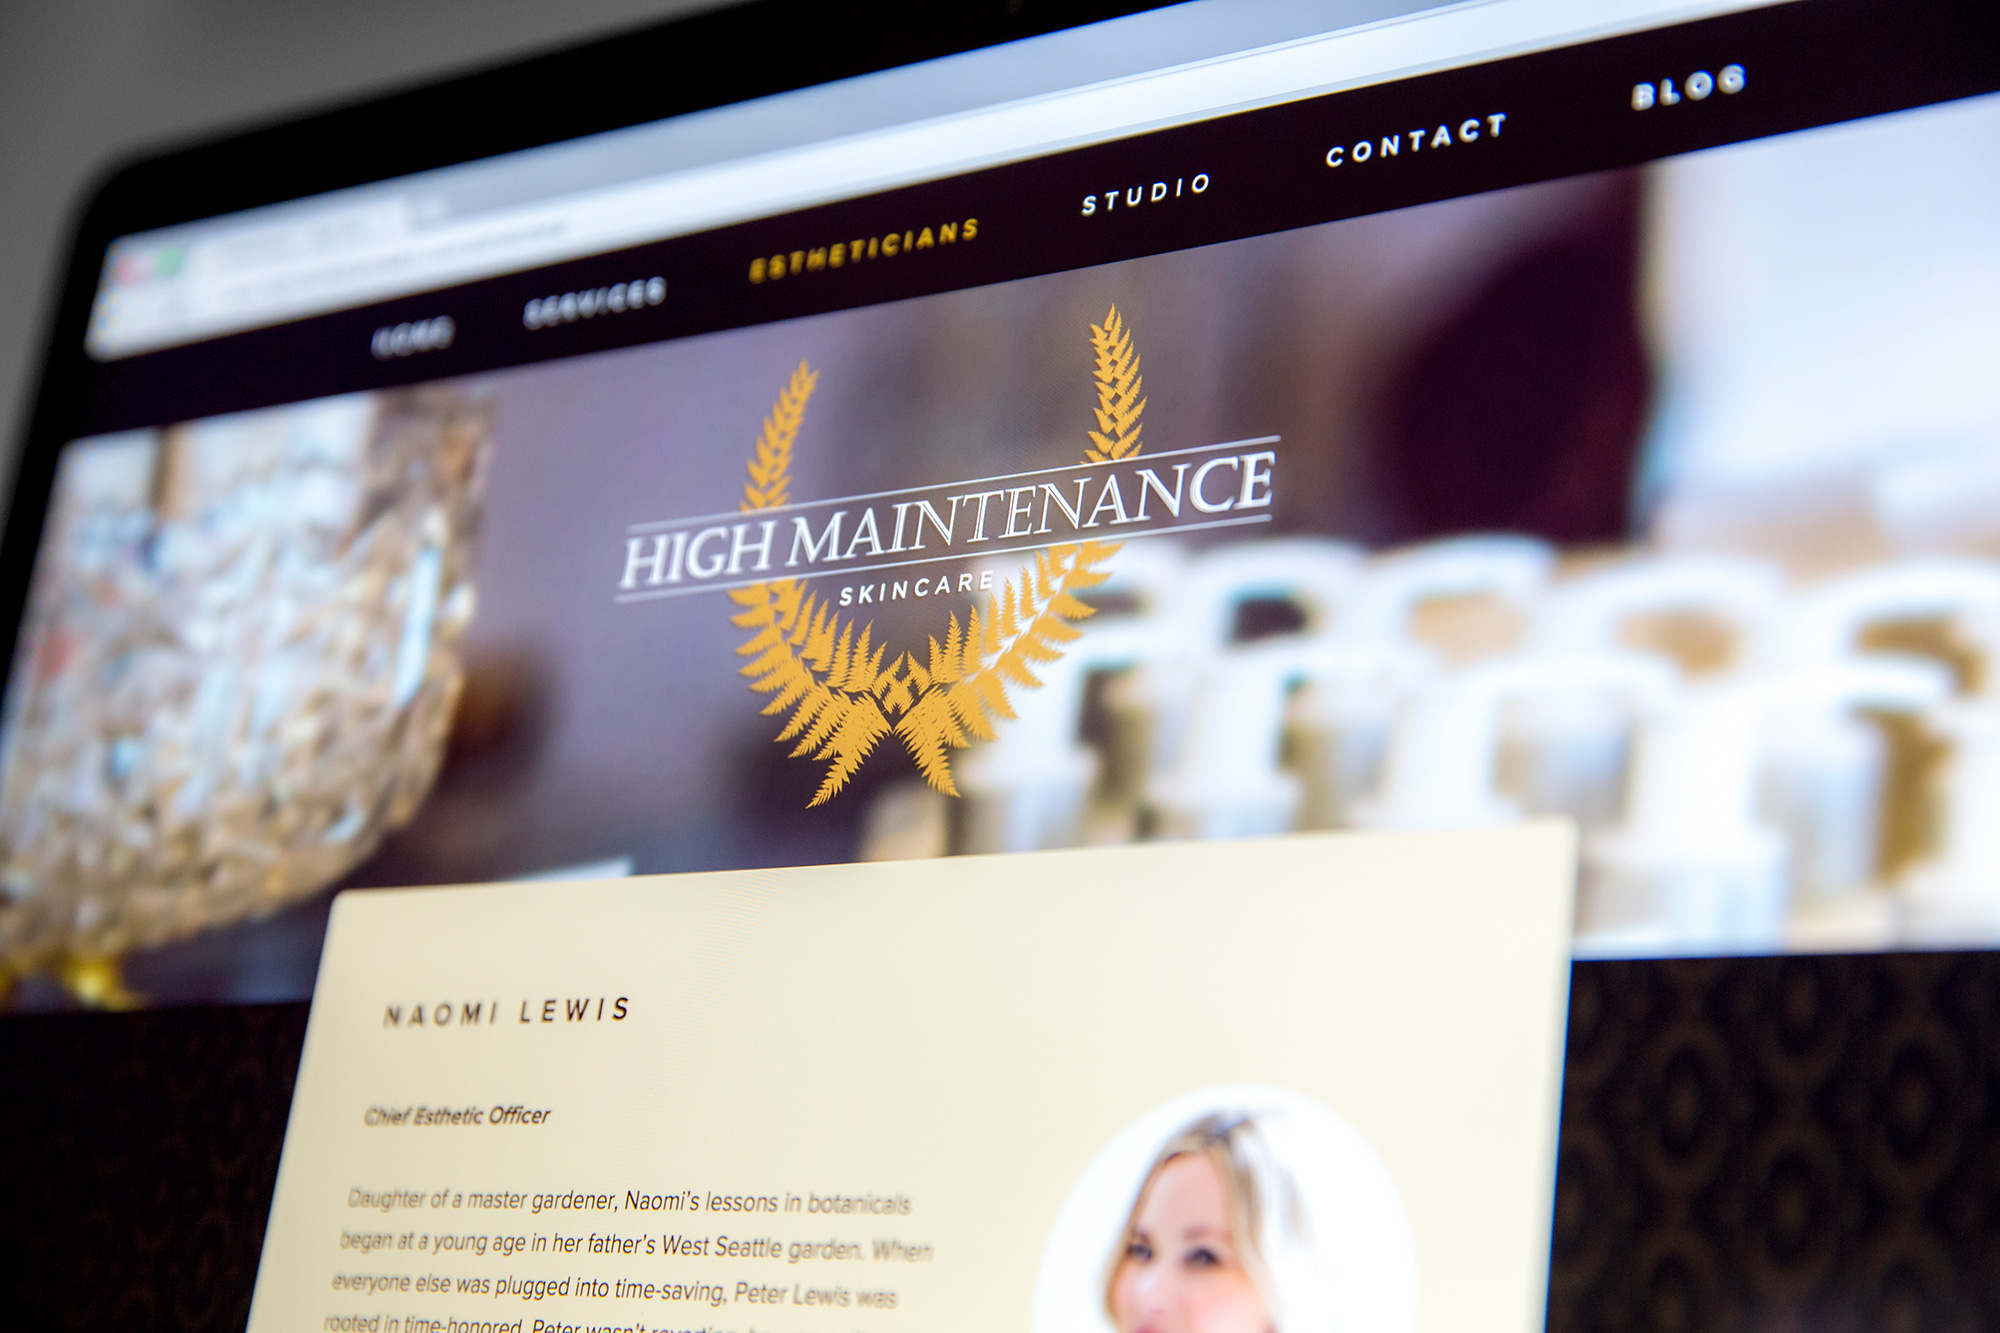 HOME SERVICES ESTHETICIANS STUDIO CONTACT BLOG
HIGH MAINTENANCE
SKINCARE
NAOMI LEWIS
Chief Esthetic Officer
Daughter of a master gardener, Naomi's lessons in botanicals
began at a young age in her father's West Seattle garden. When
everyone else was plugged into time-saving, Peter Lewis was
rooted in time-honored. Peter wasn't